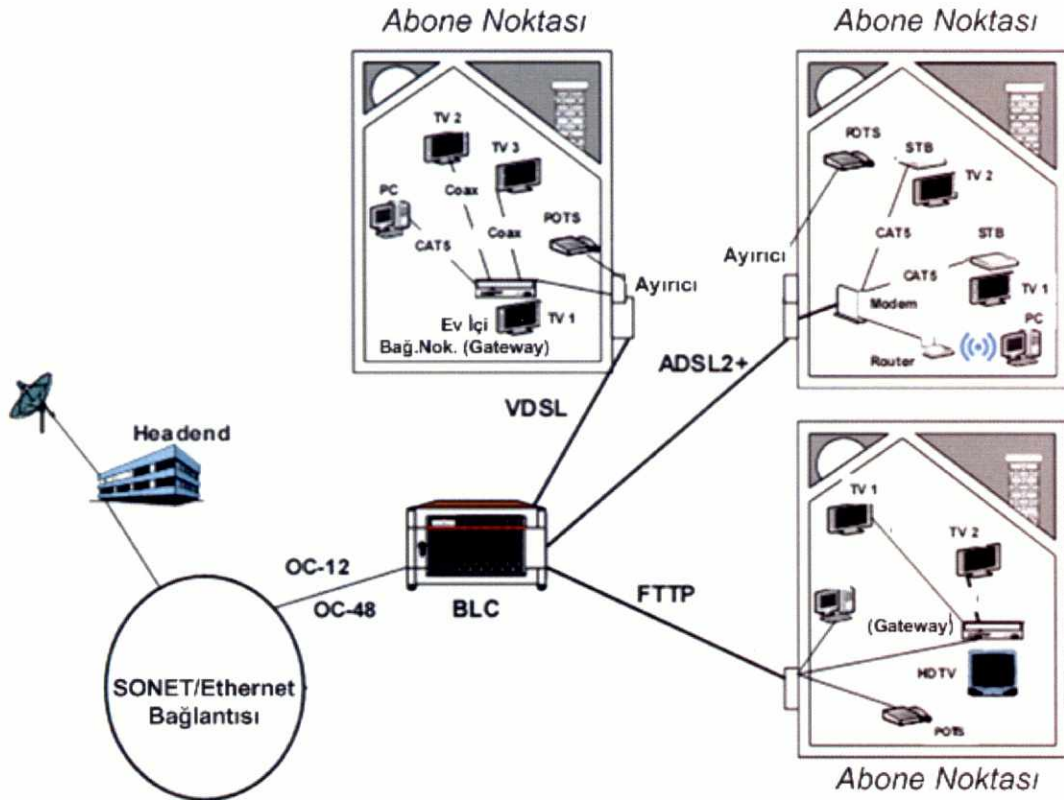 Abone Noktası
TV 2
TV 3
PC
Coax
Coax
CAT5
POTS
Ayırıcı
TV 1
Ev İçi
Bağ.Nok. (Gateway)
Abone Noktası
POTS
STB
TV 2
CAT5
Ayırıcı
STB
CAT5
TV 1
Modem
PC
Router
VDSL
ADSL2+
Headend
OC-12
OC-48
BLC
FTTP
SONET/Ethernet
Bağlantısı
TV 1
TV 2
(Gateway)
HDTV
POTS
Abone Noktası